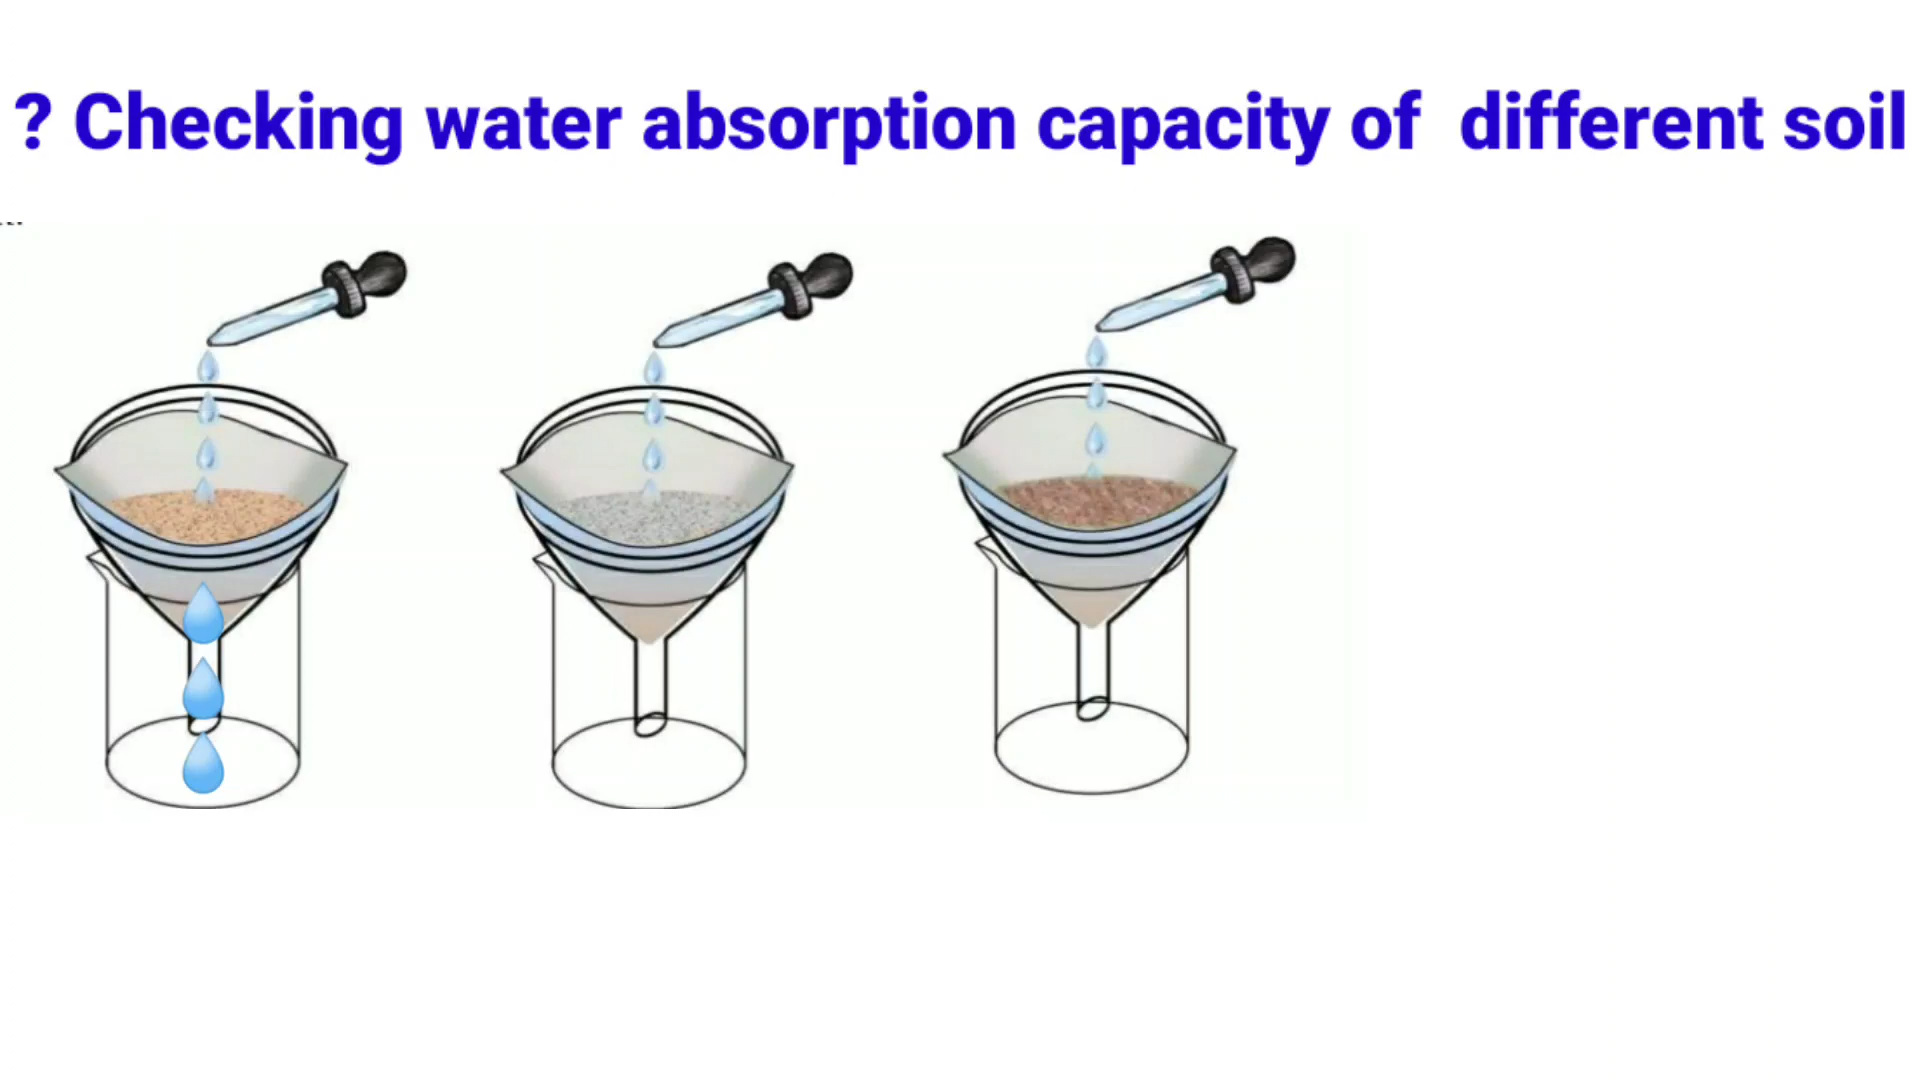 ? Checking water absorption capacity of different soil